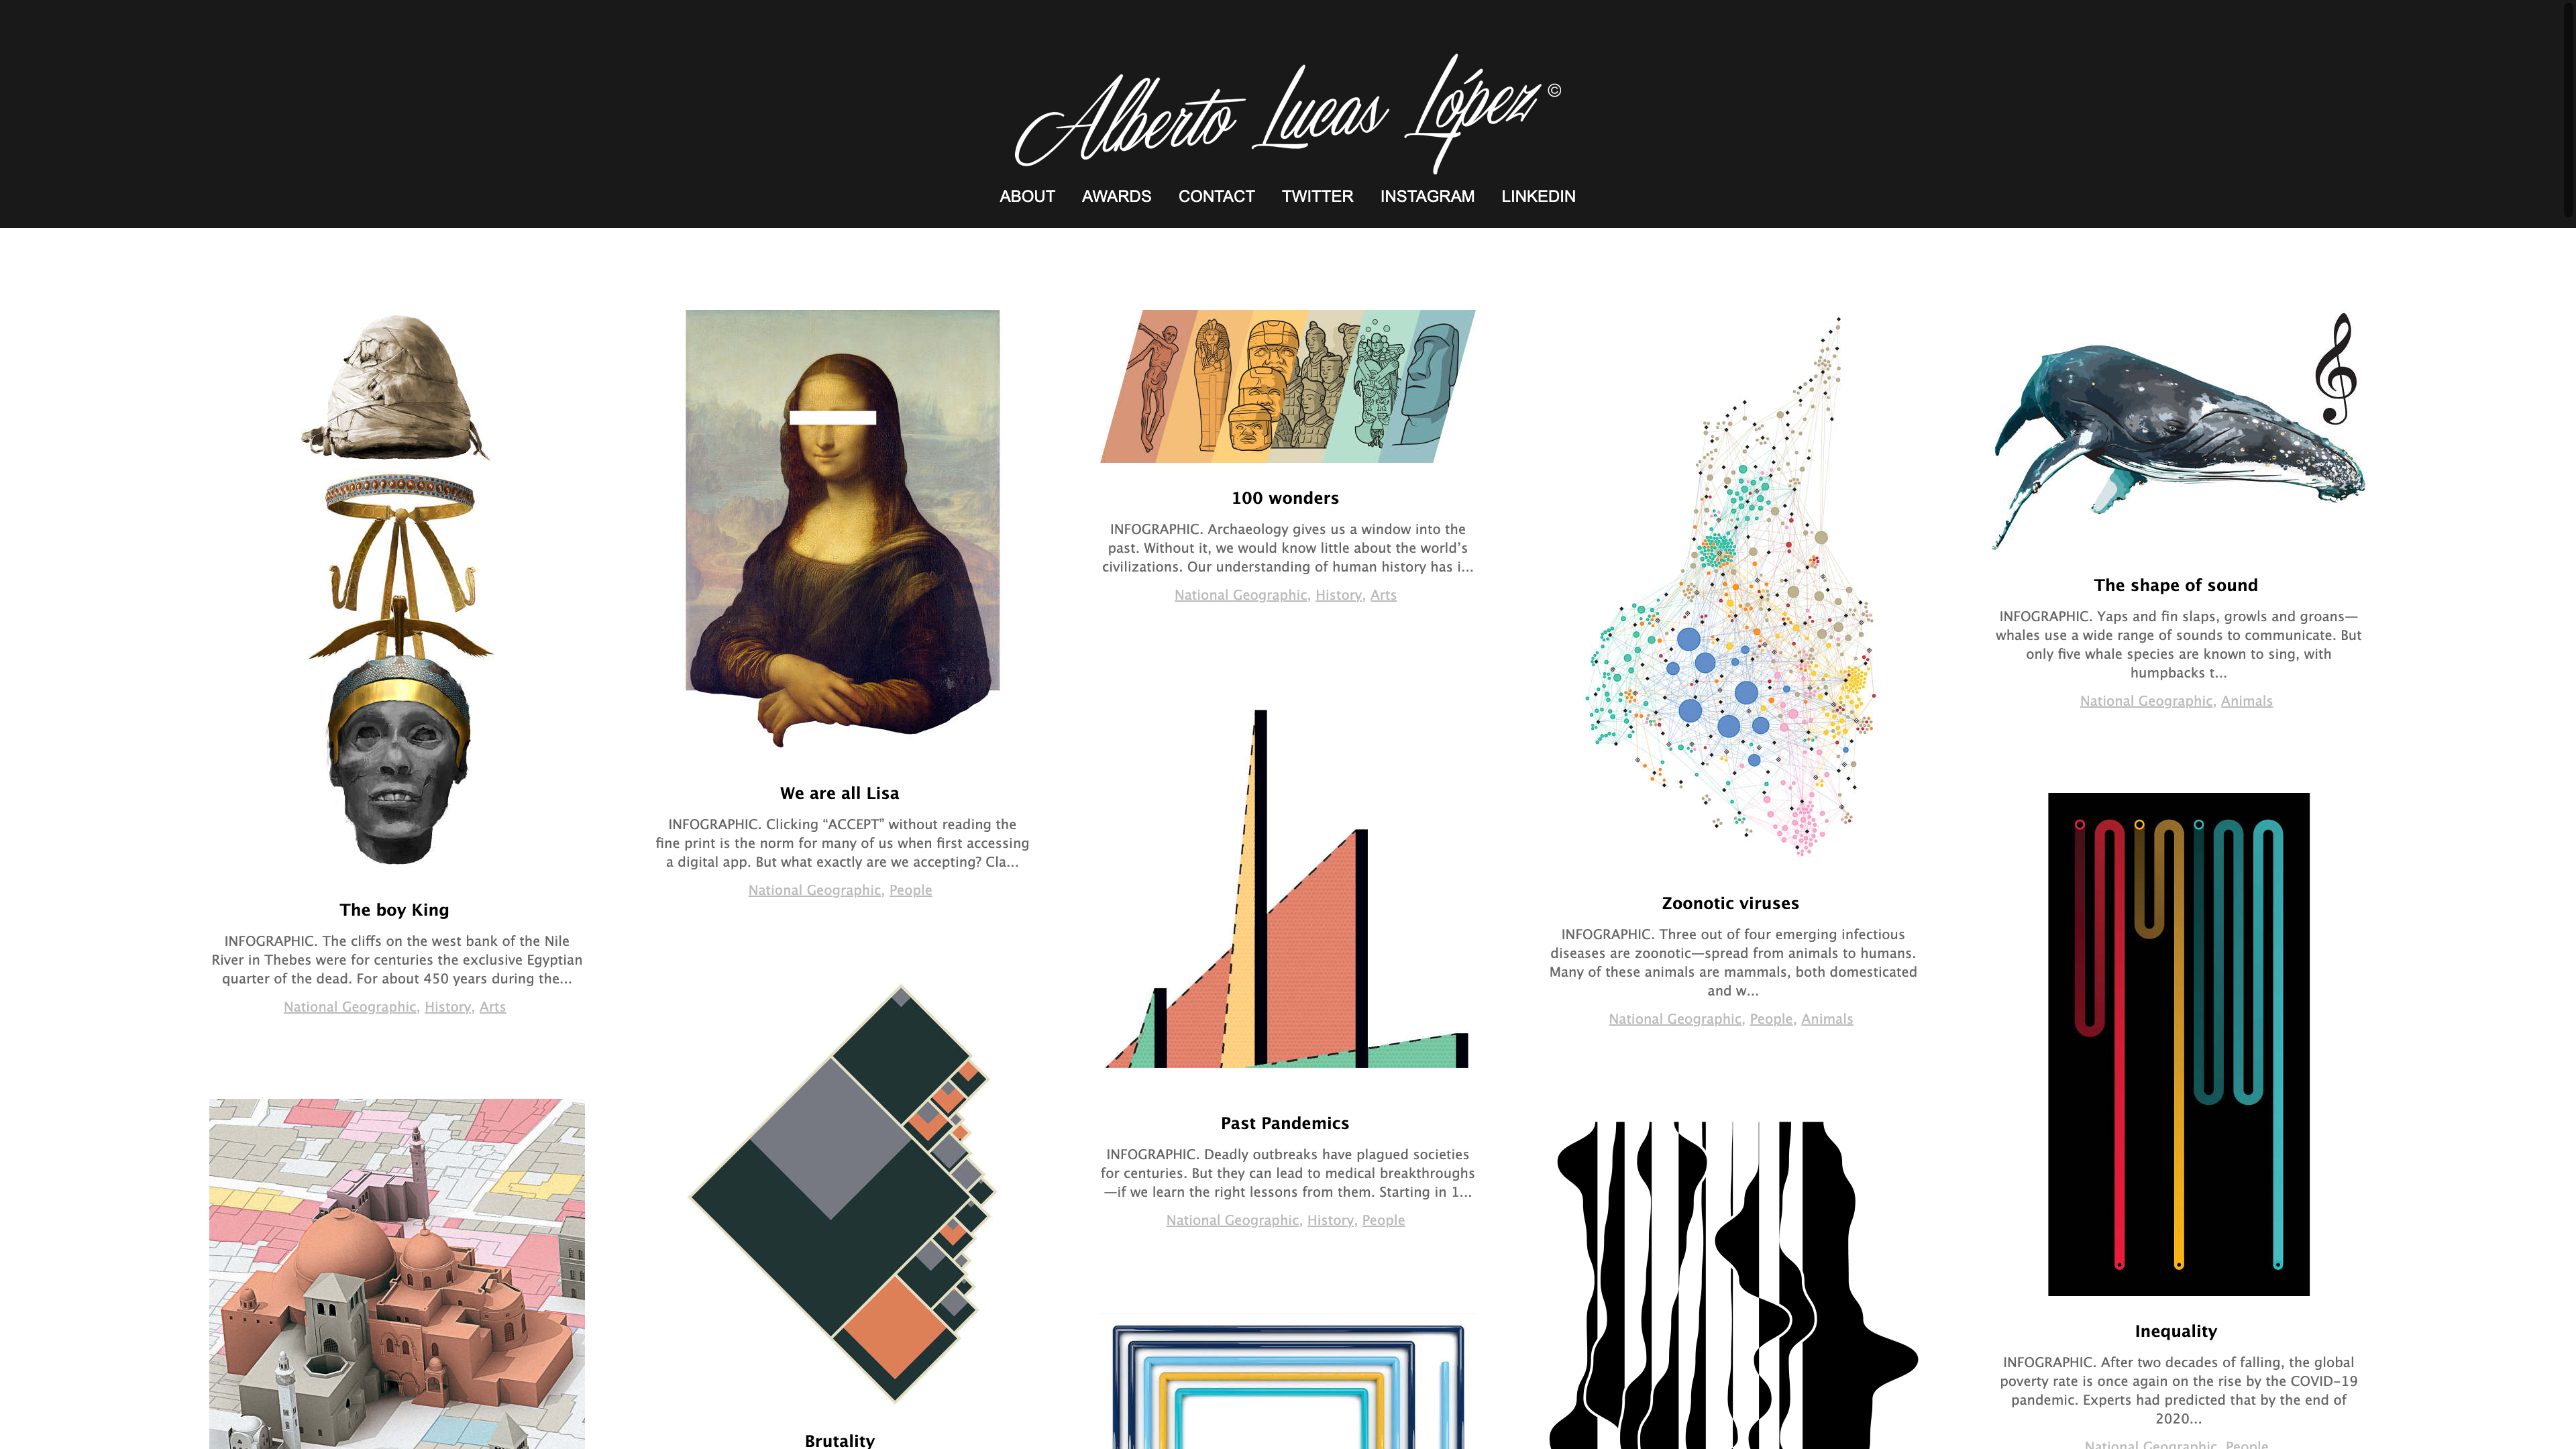 Alberto Lucas López©
ABOUT AWARDS CONTACT TWITTER INSTAGRAM LINKEDIN
The boy King
INFOGRAPHIC. The cliffs on the west bank of the Nile
River in Thebes were for centuries the exclusive Egyptian
quarter of the dead. For about 450 years during the...
National Geographic, History, Arts
We are all Lisa
INFOGRAPHIC. Clicking “ACCEPT” without reading the
fine print is the norm for many of us when first accessing
a digital app. But what exactly are we accepting? Cla...
National Geographic, People
Brutality
100 wonders
INFOGRAPHIC. Archaeology gives us a window into the
past. Without it, we would know little about the world’s
civilizations. Our understanding of human history has i...
National Geographic, History, Arts
Past Pandemics
INFOGRAPHIC. Deadly outbreaks have plagued societies
for centuries. But they can lead to medical breakthroughs
—if we learn the right lessons from them. Starting in 1...
National Geographic, History, People
Zoonotic viruses
INFOGRAPHIC. Three out of four emerging infectious
diseases are zoonotic—spread from animals to humans.
Many of these animals are mammals, both domesticated
and w...
National Geographic, People, Animals
The shape of sound
INFOGRAPHIC. Yaps and fin slaps, growls and groans—
whales use a wide range of sounds to communicate. But
only five whale species are known to sing, with
humpbacks t...
National Geographic, Animals
Inequality
INFOGRAPHIC. After two decades of falling, the global
poverty rate is once again on the rise by the COVID-19
pandemic. Experts had predicted that by the end of
2020...
National Geographic, People